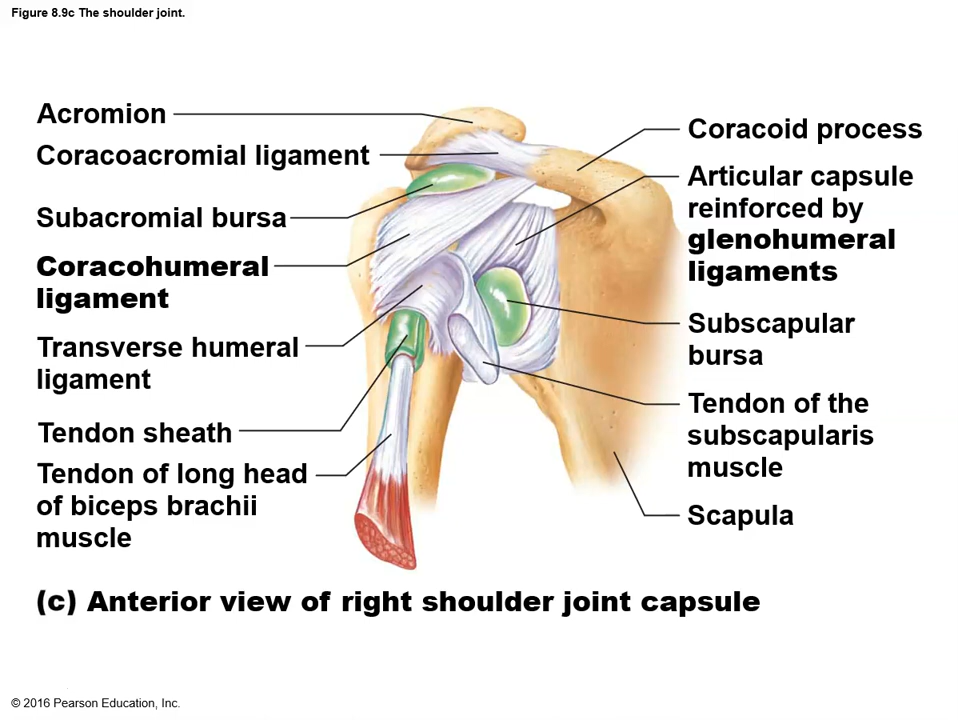 Figure 8.9c The shoulder joint.
Acromion
Coracoacromial ligament
Subacromial bursa
Coracohumeral
ligament
Transverse humeral
ligament
Tendon sheath
Tendon of long head
of biceps brachii
muscle
Coracoid process
Articular capsule
reinforced by
glenohumeral
ligaments
Subscapular
bursa
Tendon of the
subscapularis
muscle
Scapula
(c) Anterior view of right shoulder joint capsule
© 2016 Pearson Education, Inc.